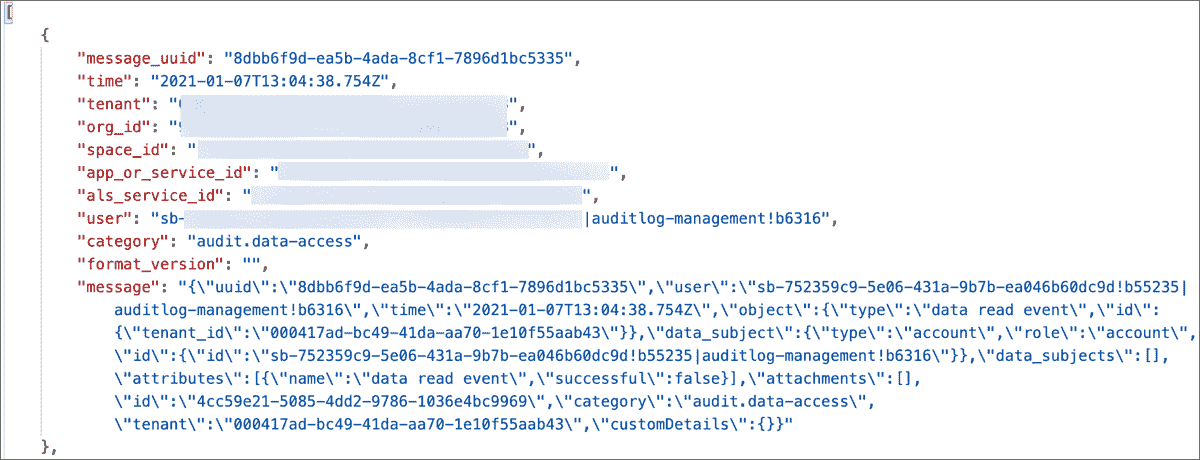 [
{
"message_uuid": "8dbb6f9d-ea5b-4ada-8cf1-7896d1bc5335",
"time": "2021-01-07T13:04:38.754Z",
"tenant": "",
"org_id": "",
"space_id": "",
"app_or_service_id": "",
"als_service_id": "",
"user": "sb-|auditlog-management!b6316",
"category": "audit.data-access",
"format_version": "",
"message": "{\"uuid\":\"8dbb6f9d-ea5b-4ada-8cf1-7896d1bc5335\",\"user\":\"sb-752359c9-5e06-431a-9b7b-ea046b60dc9d!b55235|
auditlog-management!b6316\",\"time\":\"2021-01-07T13:04:38.754Z\",\"object\":{\"type\":\"data read event\",\"id\":
{\"tenant_id\":\"000417ad-bc49-41da-aa70-1e10f55aab43\"}},\"data_subject\":{\"type\":\"account\",\"role\":\"account\",
\"id\":{\"id\":\"sb-752359c9-5e06-431a-9b7b-ea046b60dc9d!b55235|auditlog-management!b6316\"}},\"data_subjects\":[],
\"attributes\":[{\"name\":\"data read event\",\"successful\":false}],\"attachments\":[],
\"id\":\"4cc59e21-5085-4dd2-9786-1036e4bc9969\",\"category\":\"audit.data-access\",
\"tenant\":\"000417ad-bc49-41da-aa70-1e10f55aab43\",\"customDetails\":{}}"
},